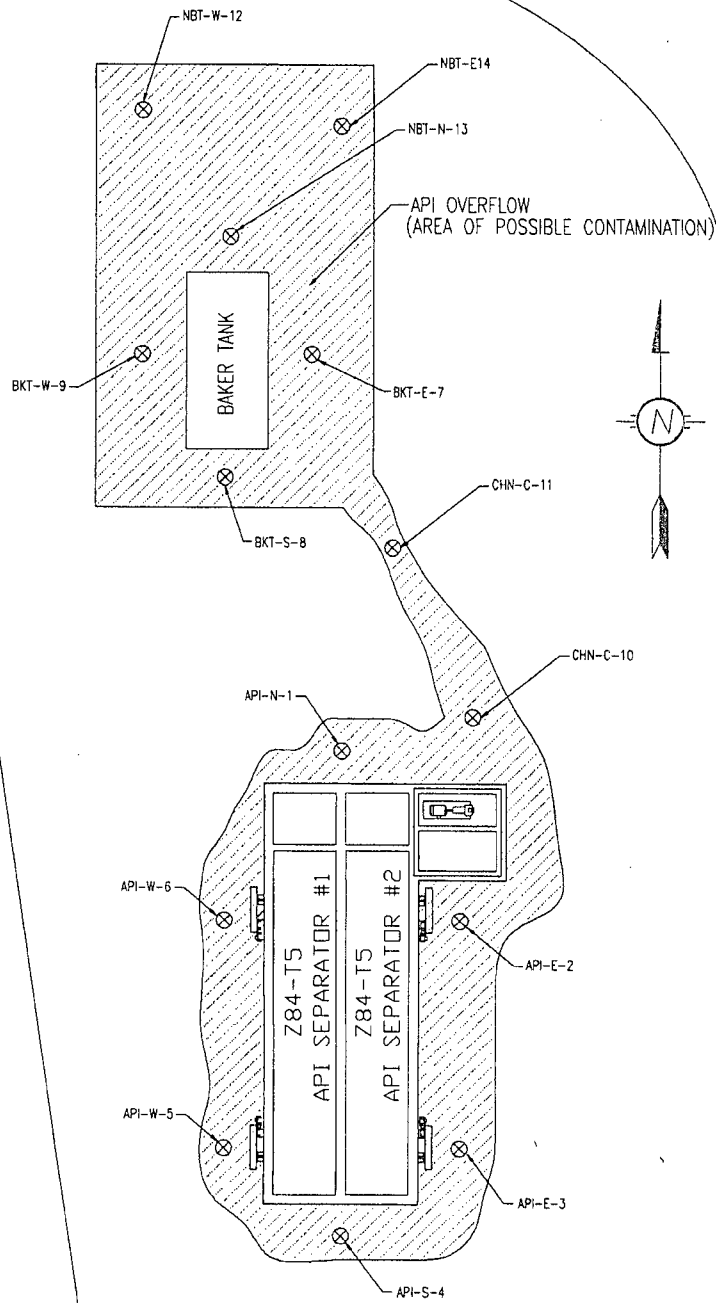 NBT-W-12
NBT-E14
NBT-N-13
API OVERFLOW
(AREA OF POSSIBLE CONTAMINATION)
BAKER TANK
BKT-W-9
BKT-E-7
N
CHN-C-11
BKT-S-8
CHN-C-10
API-N-1
API-W-6
Z84-T5
API SEPARATOR #1
Z84-T5
API SEPARATOR #2
API-E-2
API-W-5
API-E-3
API-S-4